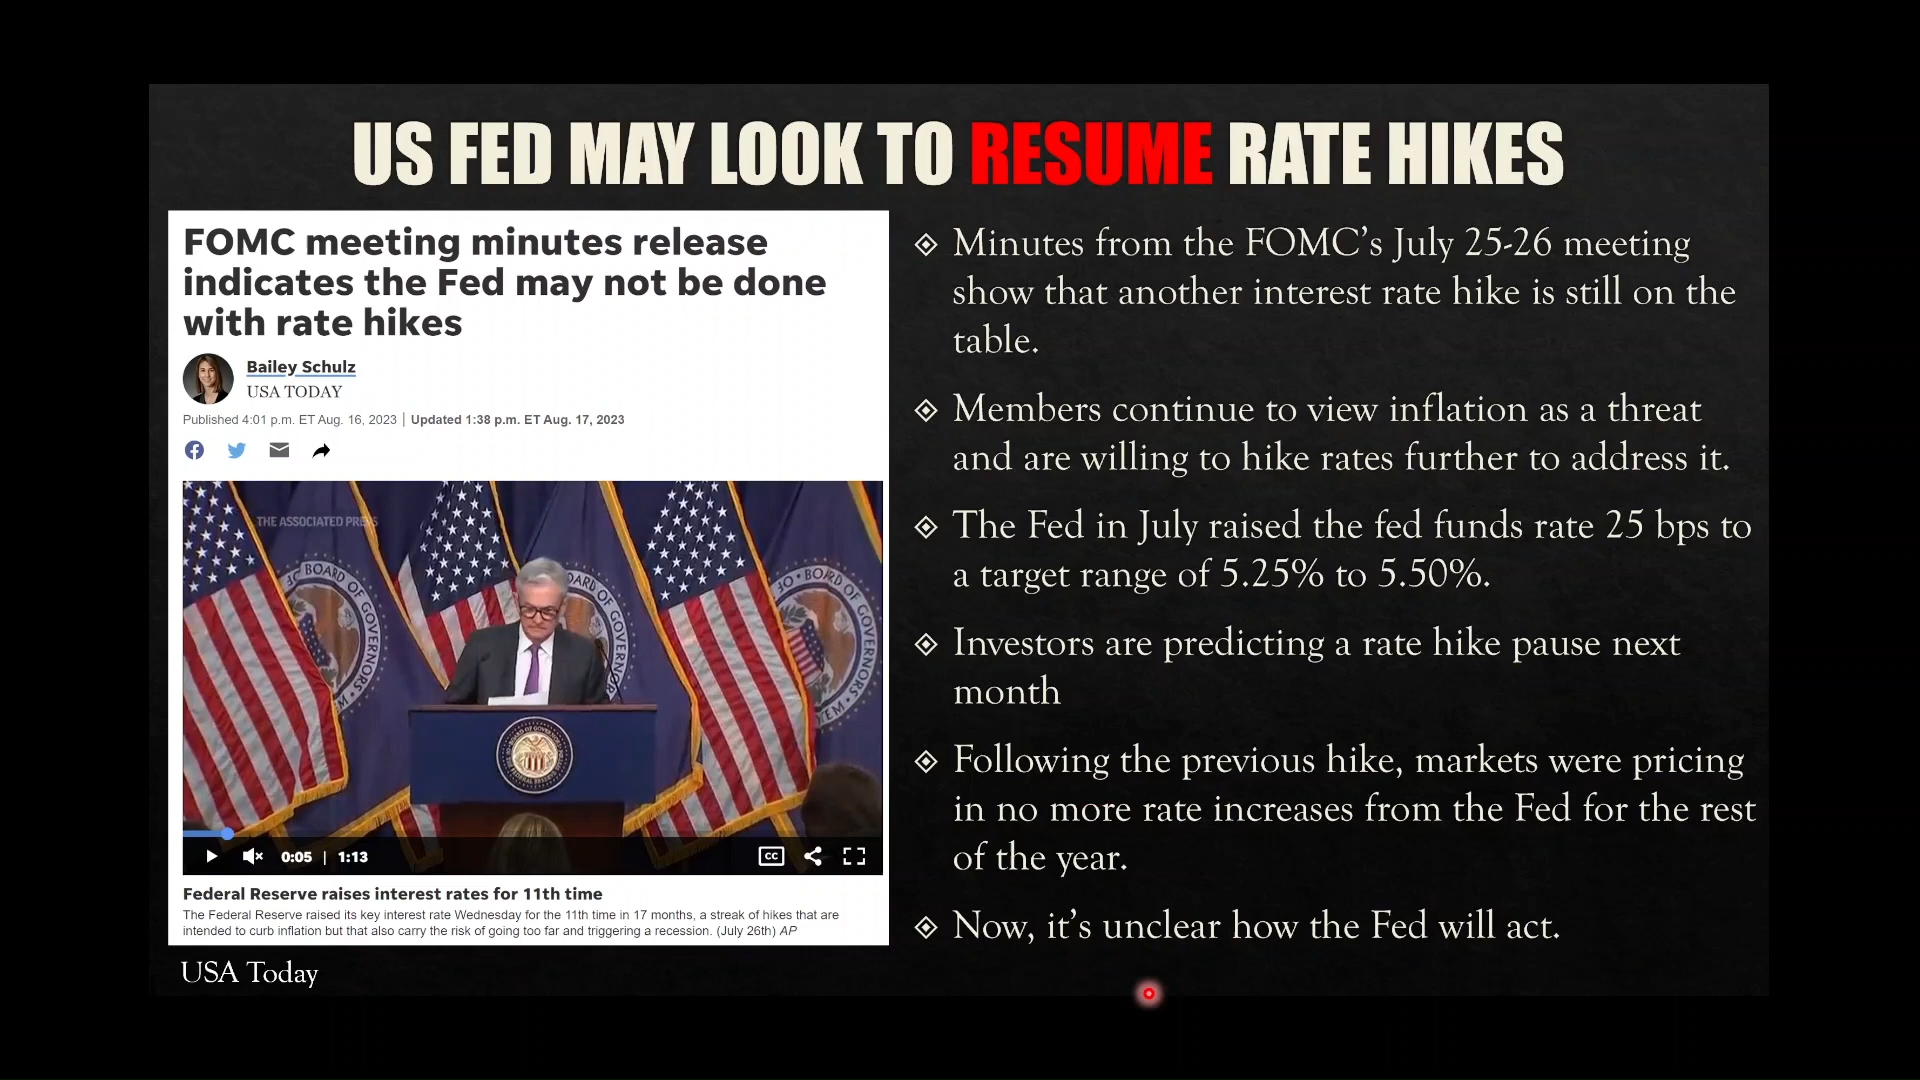 US FED MAY LOOK TO RESUME RATE HIKES
FOMC meeting minutes release
indicates the Fed may not be done
with rate hikes
Bailey Schulz
USA TODAY
Published 4:01 p.m. ET Aug. 16, 2023 | Updated 1:38 p.m. ET Aug. 17, 2023
THE ASSOCIATED PRESS
BOARD OF GOVERNORS
0:05 | 1:13
CC
Federal Reserve raises interest rates for 11th time
The Federal Reserve raised its key interest rate Wednesday for the 11th time in 17 months, a streak of hikes that are
intended to curb inflation but that also carry the risk of going too far and triggering a recession. (July 26th) AP
USA Today
Minutes from the FOMC's July 25-26 meeting
show that another interest rate hike is still on the
table.
Members continue to view inflation as a threat
and are willing to hike rates further to address it.
The Fed in July raised the fed funds rate 25 bps to
a target range of 5.25% to 5.50%.
Investors are predicting a rate hike pause next
month
Following the previous hike, markets were pricing
in no more rate increases from the Fed for the rest
of the year.
Now, it's unclear how the Fed will act.